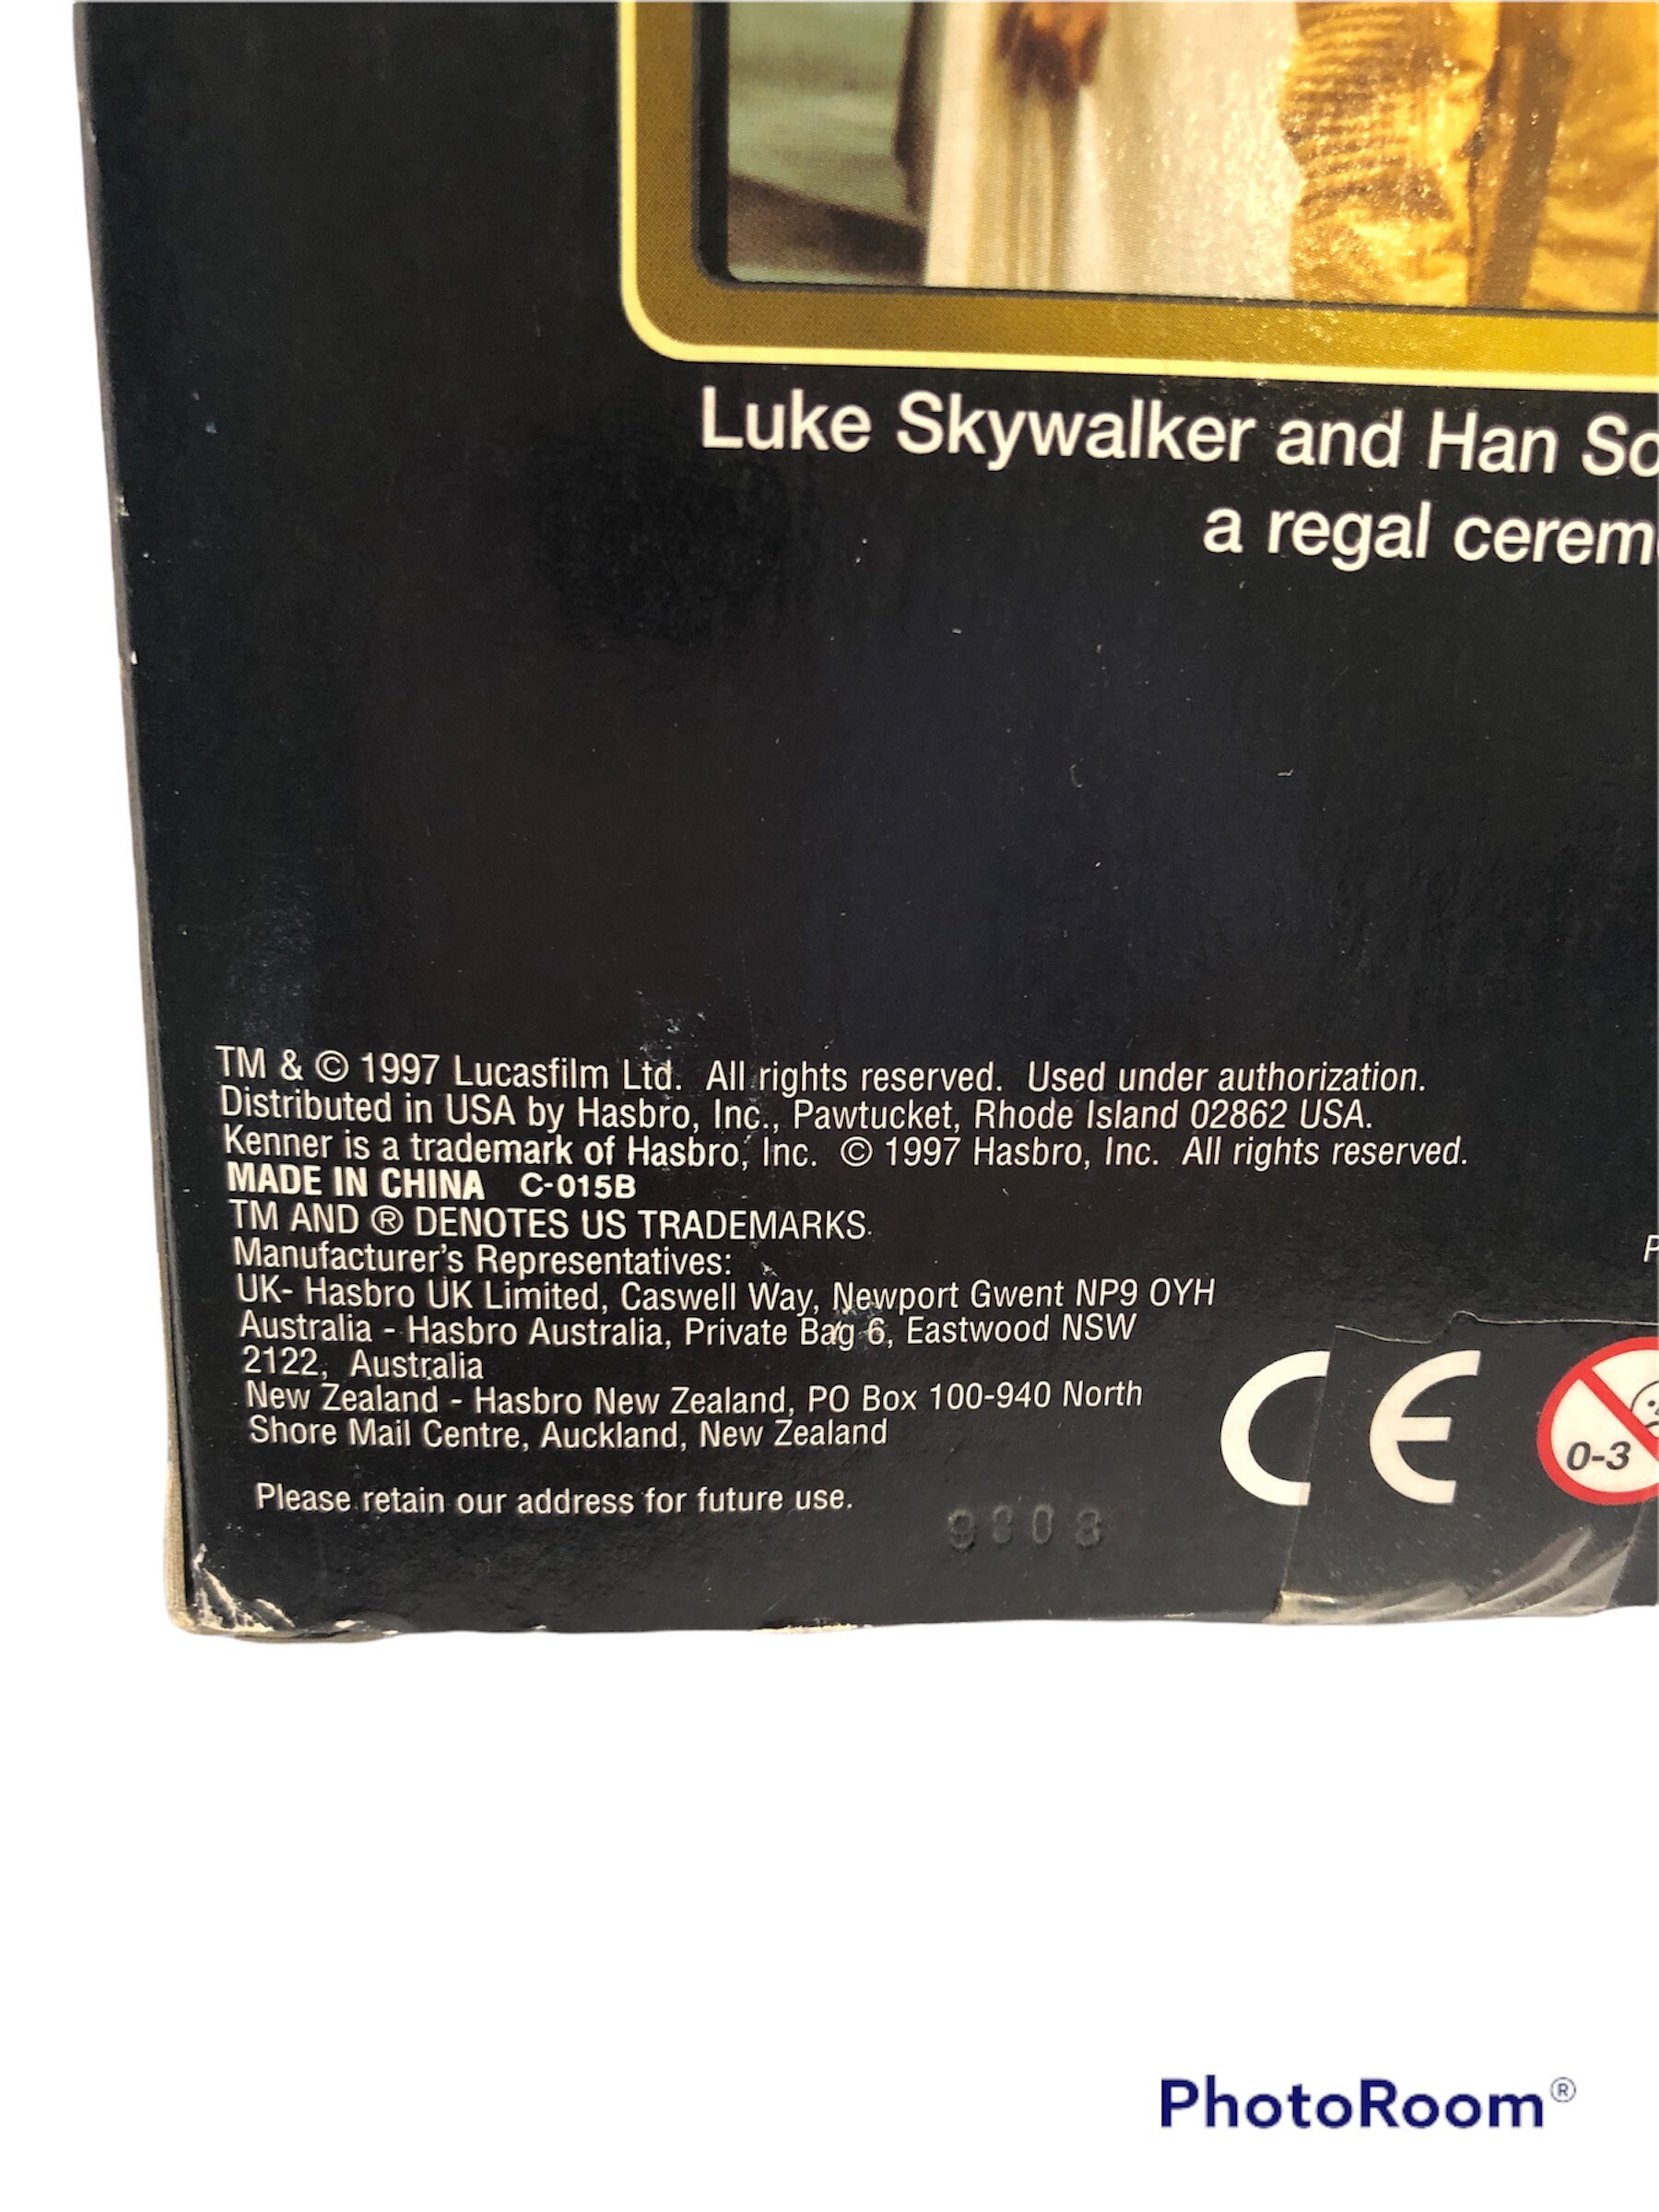 Luke Skywalker and Han So
a regal cerem
TM & © 1997 Lucasfilm Ltd. All rights reserved. Used under authorization.
Distributed in USA by Hasbro, Inc., Pawtucket, Rhode Island 02862 USA.
Kenner is a trademark of Hasbro, Inc. © 1997 Hasbro, Inc. All rights reserved.
MADE IN CHINA C-015B
TM AND ® DENOTES US TRADEMARKS.
Manufacturer's Representatives:
UK- Hasbro UK Limited, Caswell Way, Newport Gwent NP9 OYH
Australia - Hasbro Australia, Private Bag 6, Eastwood NSW
2122, Australia
New Zealand - Hasbro New Zealand, PO Box 100-940 North
Shore Mail Centre, Auckland, New Zealand
Please retain our address for future use.
CE
0-3
PhotoRoom®